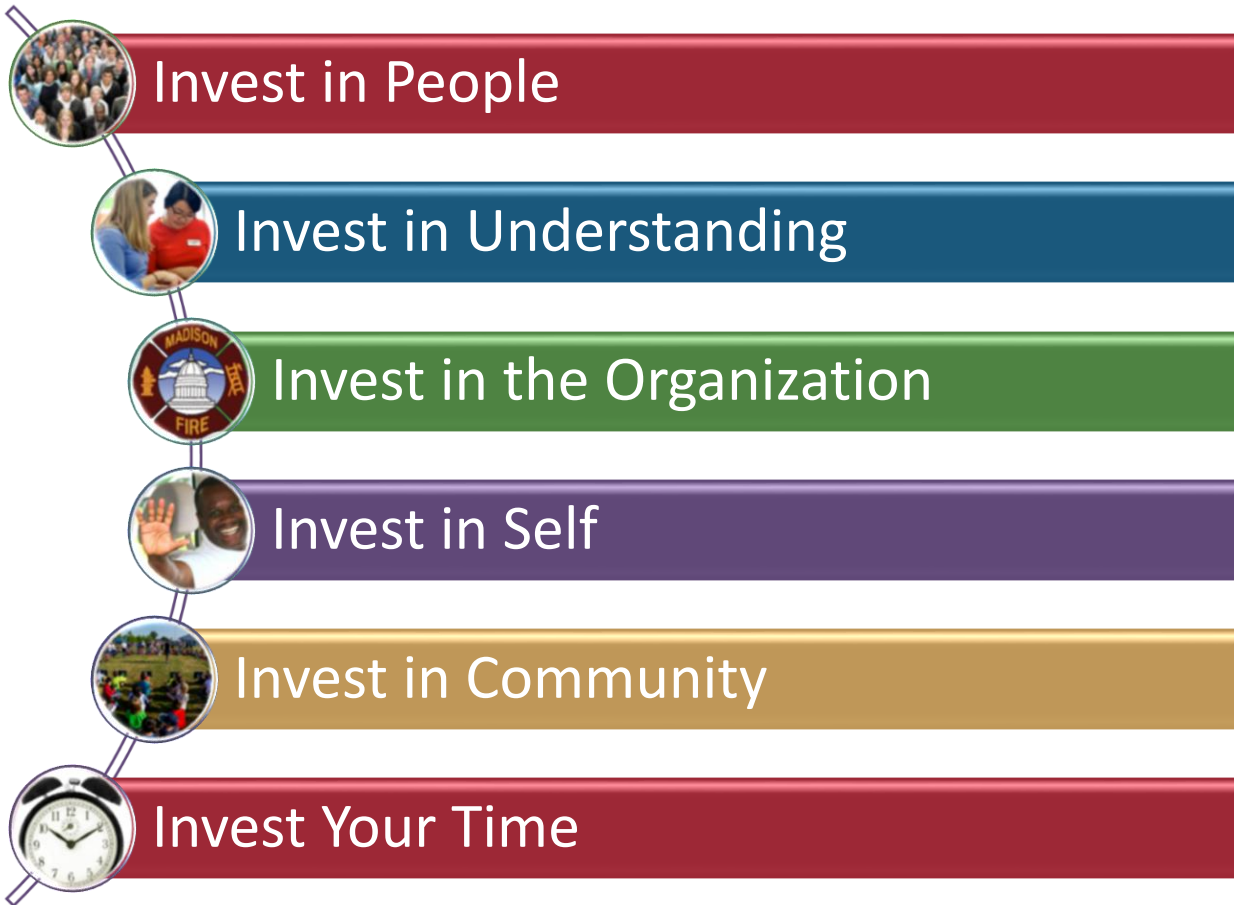 Invest in People
Invest in Understanding
MADISON
FIRE
Invest in the Organization
Invest in Self
Invest in Community
12
Invest Your Time